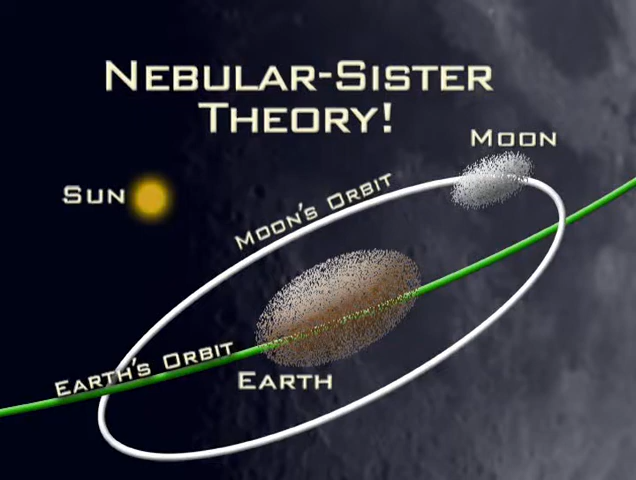 Nebular-Sister
Theory!
Moon
Sun
Moon's Orbit
Earth's Orbit
Earth